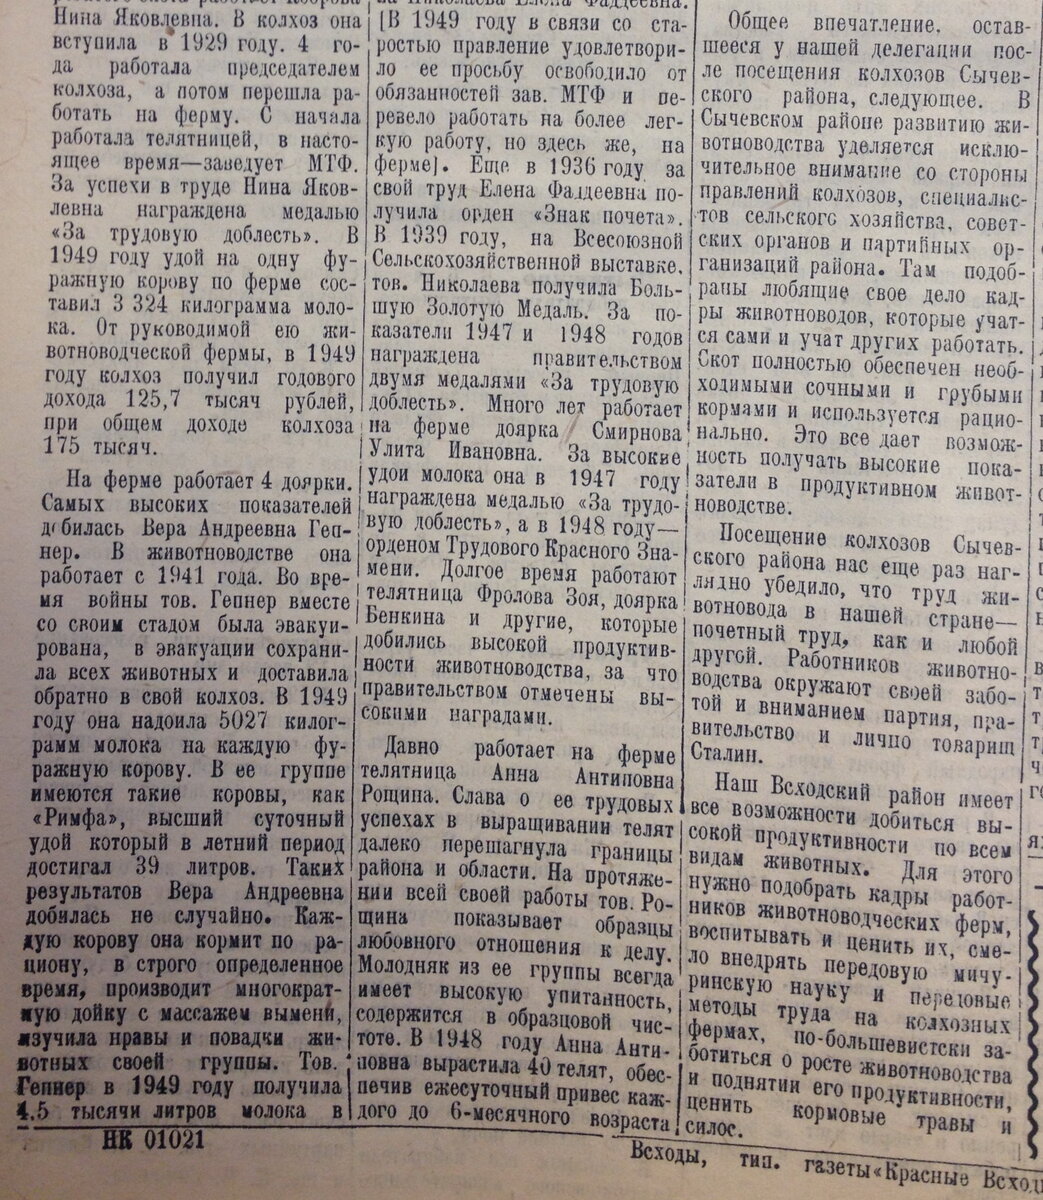 Нина Яковлевна. В колхоз она
вступила в 1929 году. 4 го-
да работала председателем
колхоза, а потом перешла ра-
ботать на ферму. С начала
работала телятницей, в насто-
ящее время—заведует МТФ.
За успехи в труде Нина Яков-
левна награждена медалью
«За трудовую доблесть». В
1949 году удой на одну фу-
ражную корову по ферме сос-
тавил 3 324 килограмма моло-
ка. От руководимой ею жи-
вотноводческой фермы, в 1949
году колхоз получил годового
дохода 125,7 тысяч рублей,
при общем доходе колхоза
175 тысяч.
На ферме работает 4 доярки.
Самых высоких показателей
добилась Вера Андреевна Геп-
нер. В животноводстве она
работает с 1941 года. Во вре-
мя войны тов. Гепнер вместе
со своим стадом была эвакуи-
рована, в эвакуации сохрани-
ла всех животных и доставила
обратно в свой колхоз. В 1949
году она надоила 5027 килог-
рамм молока на каждую фу-
ражную корову. В ее группе
имеются такие коровы, как
«Римфа», высший суточный
удой который в летний период
достигал 39 литров. Таких
результатов Вера Андреевна
добилась не случайно. Каж-
дую корову она кормит по ра-
циону, в строго определенное
время, производит многократ-
ную дойку с массажем вымени,
изучила нравы и повадки жи-
вотных своей группы. Тов.
Гепнер в 1949 году получила
4,5 тысячи литров молока в
НК 01021
Николаева Елена Фаддеевна.
[В 1949 году в связи со ста-
ростью правление удовлетвори-
ло ее просьбу освободило от
обязанностей зав. МТФ и пе-
ревело работать на более лег-
кую работу, но здесь же, на
ферме]. Еще в 1936 году за
свой труд Елена Фаддеевна по-
лучила орден «Знак почета».
В 1939 году, на Всесоюзной
Сельскохозяйственной выставке,
тов. Николаева получила Боль-
шую Золотую Медаль. За по-
казатели 1947 и 1948 годов
награждена правительством
двумя медалями «За трудовую
доблесть». Много лет работает
на ферме доярка Смирнова
Улита Ивановна. За высокие
удои молока она в 1947 году
награждена медалью «За трудо-
вую доблесть», а в 1948 году—
орденом Трудового Красного Зна-
мени. Долгое время работают
телятница Фролова Зоя, доярка
Бенкина и другие, которые
добились высокой продуктив-
ности животноводства, за что
правительством отмечены вы-
сокими наградами.
Давно работает на ферме
телятница Анна Антиповна
Рощина. Слава о ее трудовых
успехах в выращивании телят
далеко перешагнула границы
района и области. На протяже-
нии всей своей работы тов. Ро-
щина показывает образцы
любовного отношения к делу.
Молодняк из ее группы всегда
имеет высокую упитанность,
содержится в образцовой чис-
тоте. В 1948 году Анна Анти-
повна вырастила 40 телят, обес-
печив ежесуточный привес каж-
дого до 6-месячного возраста
Общее впечатление, остав-
шееся у нашей делегации пос-
ле посещения колхозов Сычев-
ского района, следующее. В
Сычевском районе развитию жи-
вотноводства уделяется исклю-
чительное внимание со стороны
правлений колхозов, специалис-
тов сельского хозяйства, совет-
ских органов и партийных ор-
ганизаций района. Там подоб-
раны любящие свое дело кад-
ры животноводов, которые учат-
ся сами и учат других работать.
Скот полностью обеспечен необ-
ходимыми сочными и грубыми
кормами и используется рацио-
нально. Это все дает возмож-
ность получать высокие пока-
затели в продуктивном живот-
новодстве.
Посещение колхозов Сычев-
ского района нас еще раз наг-
лядно убедило, что труд жи-
вотновода в нашей стране—
почетный труд, как и любой
другой. Работников животно-
водства окружают своей забо-
той и вниманием партия, пра-
вительство и лично товарищ
Сталин.
Наш Всходский район имеет
все возможности добиться вы-
сокой продуктивности по всем
видам животных. Для этого
нужно подобрать кадры работ-
ников животноводческих ферм,
воспитывать и ценить их, сме-
ло внедрять передовую мичу-
ринскую науку и передовые
методы труда на колхозных
фермах, по-большевистски за-
ботиться о росте животноводства
и поднятии его продуктивности,
ценить кормовые травы и
силос.
Всходы, тип. газеты «Красные Всход